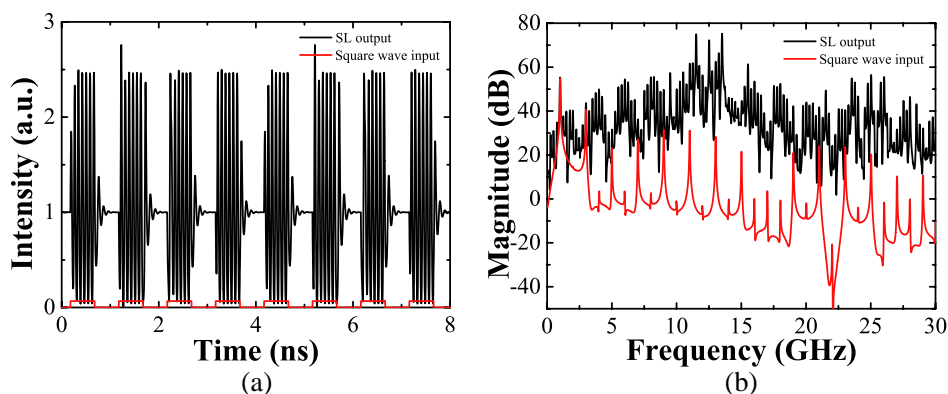 3
2
1
0
Intensity (a.u.)
SL output
Square wave input
0 2 4 6 8
Time (ns)
(a)
80
60
40
20
0
-20
-40
Magnitude (dB)
SL output
Square wave input
0 5 10 15 20 25 30
Frequency (GHz)
(b)